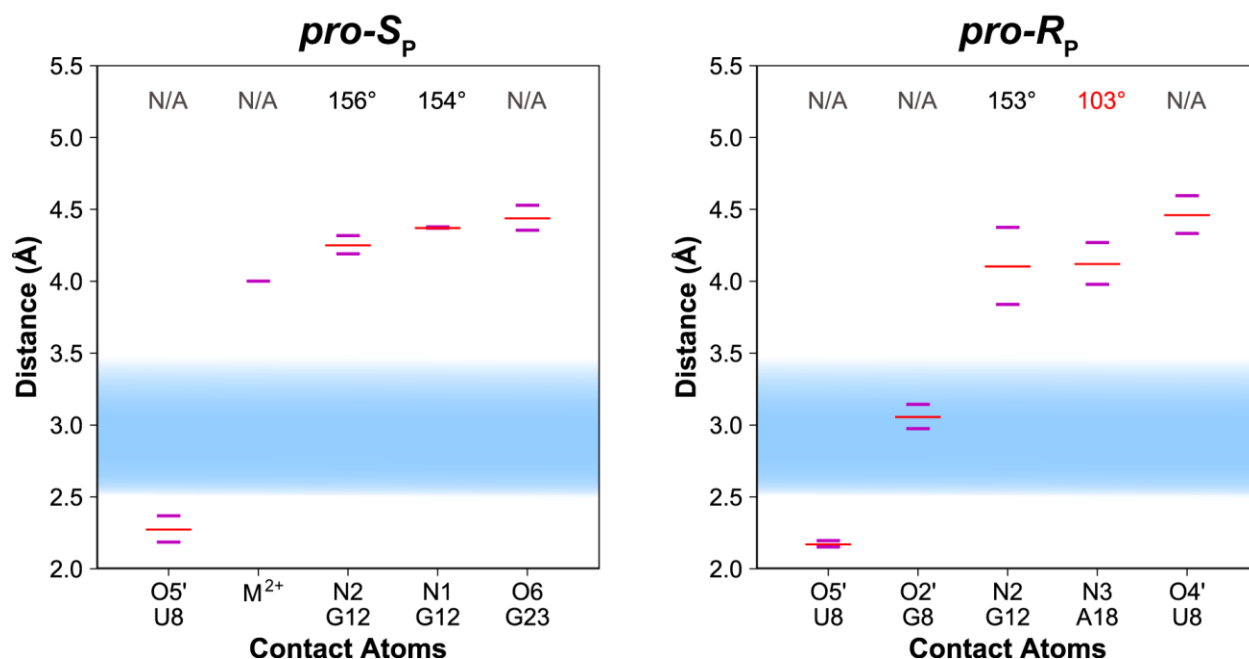 pro-S_P
5.5
5.0
4.5
4.0
3.5
3.0
2.5
2.0
Distance (Å)
N/A N/A 156° 154° N/A
O5' M²⁺ N2 N1 O6
U8 G12 G12 G23
Contact Atoms
pro-R_P
5.5
5.0
4.5
4.0
3.5
3.0
2.5
2.0
Distance (Å)
N/A N/A 153° 103° N/A
O5' O2' N2 N3 O4'
U8 G8 G12 A18 U8
Contact Atoms